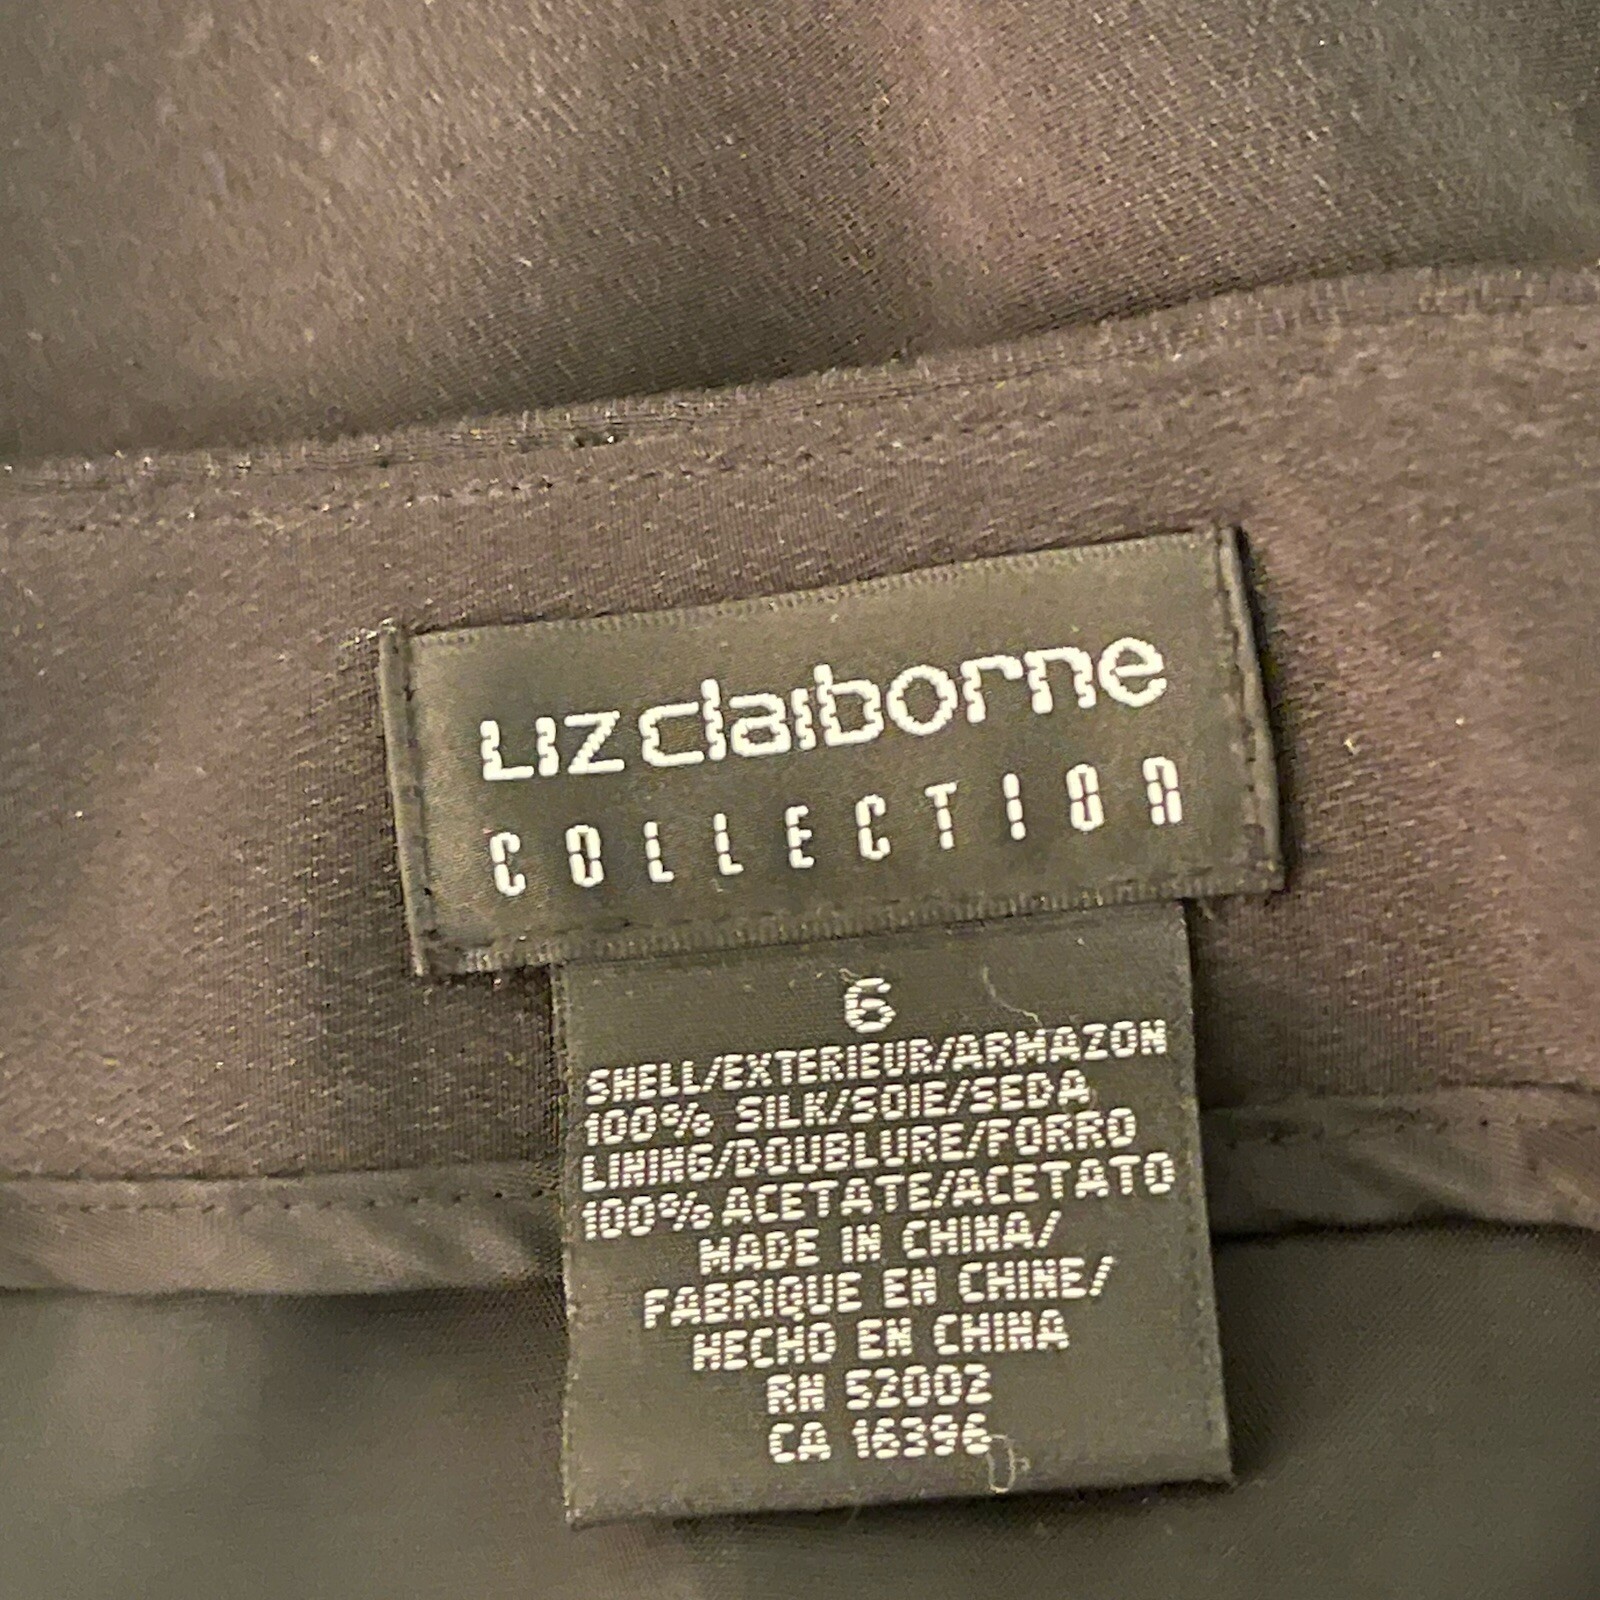 Liz claiborne
COLLECTION
6
SHELL/EXTERIEUR/ARMAZON
100% SILK/SOIE/SEDA
LINING/DOUBLURE/FORRO
100% ACETATE/ACETATO
MADE IN CHINA/
FABRIQUE EN CHINE/
HECHO EN CHINA
RN 52002
CA 16396